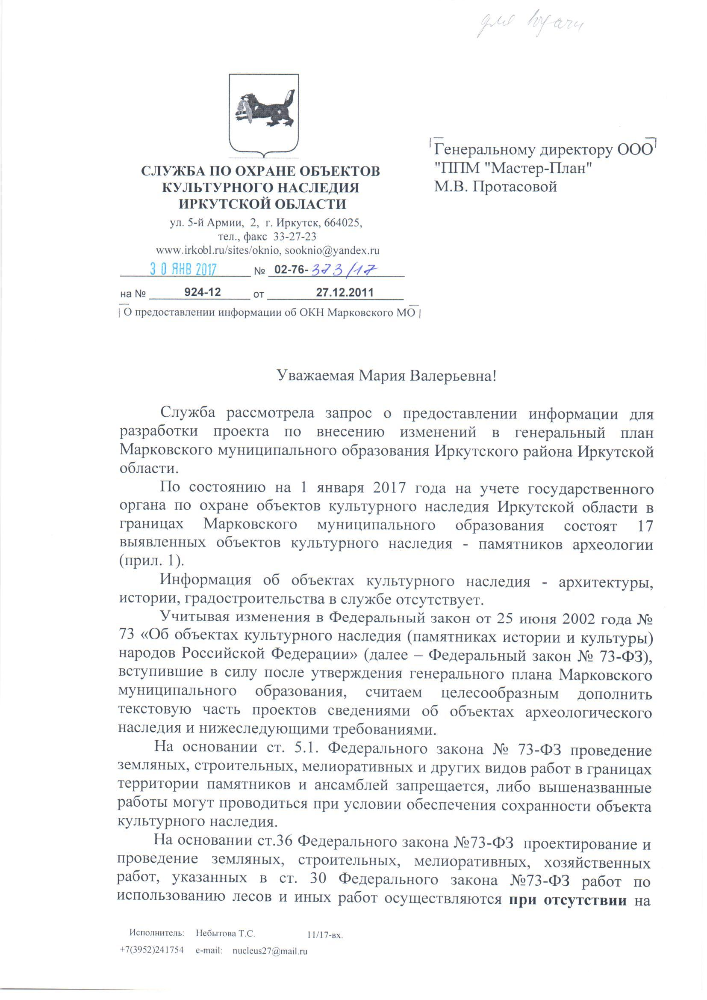 для
СЛУЖБА ПО ОХРАНЕ ОБЪЕКТОВ
КУЛЬТУРНОГО НАСЛЕДИЯ
ИРКУТСКОЙ ОБЛАСТИ
ул. 5-й Армии, 2, г. Иркутск, 664025,
тел., факс 33-27-23
www.irkobl.ru/sites/oknio, sooknio@yandex.ru
30 ЯНВ 2017 № 02-76-373/17
на № 924-12 от 27.12.2011
О предоставлении информации об ОКН Марковского МО
Генеральному директору ООО
"ППМ "Мастер-План"
М.В. Протасовой
Уважаемая Мария Валерьевна!
Служба рассмотрела запрос о предоставлении информации для
разработки проекта по внесению изменений в генеральный план
Марковского муниципального образования Иркутского района Иркутской
области.
По состоянию на 1 января 2017 года на учете государственного
органа по охране объектов культурного наследия Иркутской области в
границах Марковского муниципального образования состоят 17
выявленных объектов культурного наследия - памятников археологии
(прил. 1).
Информация об объектах культурного наследия - архитектуры,
истории, градостроительства в службе отсутствует.
Учитывая изменения в Федеральный закон от 25 июня 2002 года №
73 «Об объектах культурного наследия (памятниках истории и культуры)
народов Российской Федерации» (далее – Федеральный закон № 73-ФЗ),
вступившие в силу после утверждения генерального плана Марковского
муниципального образования, считаем целесообразным дополнить
текстовую часть проектов сведениями об объектах археологического
наследия и нижеследующими требованиями.
На основании ст. 5.1. Федерального закона № 73-ФЗ проведение
земляных, строительных, мелиоративных и других видов работ в границах
территории памятников и ансамблей запрещается, либо вышеназванные
работы могут проводиться при условии обеспечения сохранности объекта
культурного наследия.
На основании ст.36 Федерального закона №73-ФЗ проектирование и
проведение земляных, строительных, мелиоративных, хозяйственных
работ, указанных в ст. 30 Федерального закона №73-ФЗ работ по
использованию лесов и иных работ осуществляются при отсутствии на
Исполнитель: Небытова Т.С. 11/17-вх.
+7(3952)241754 e-mail: nucleus27@mail.ru